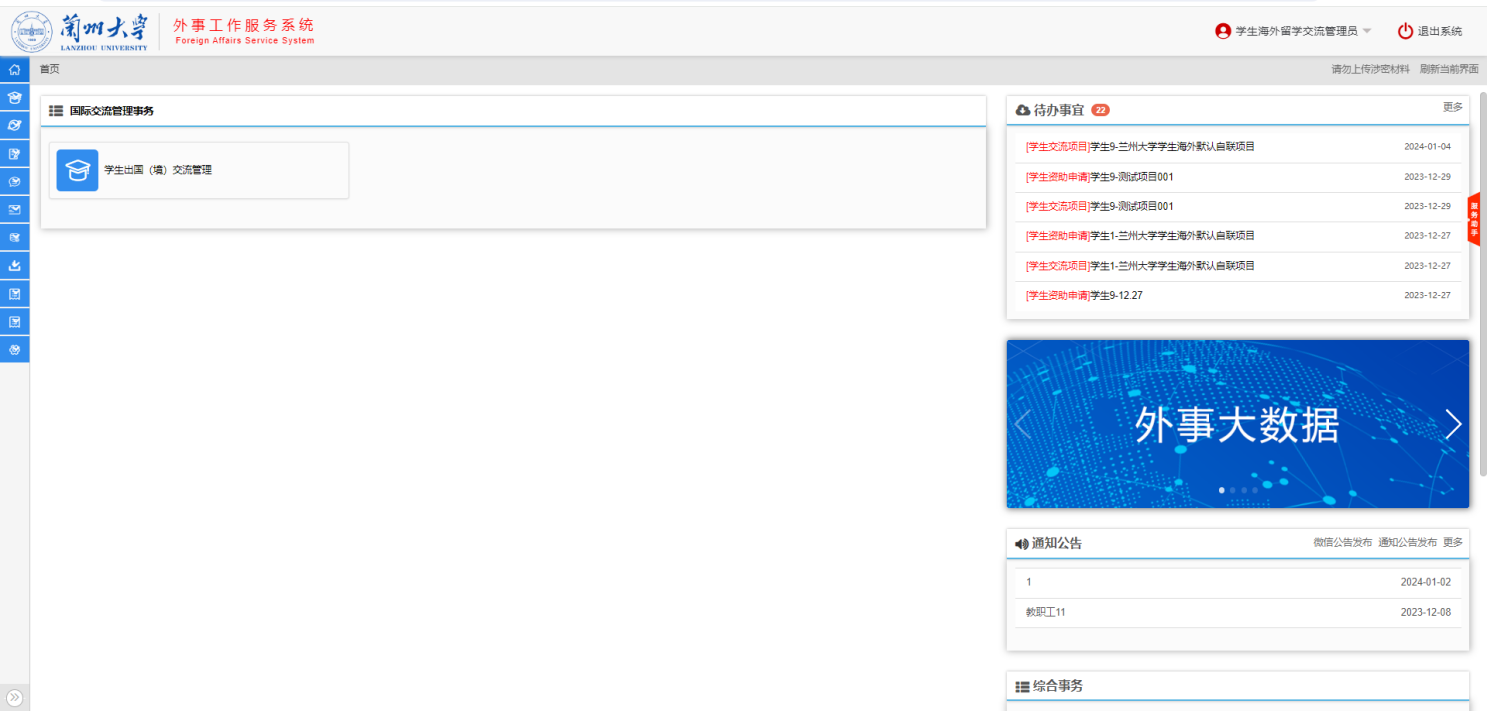 兰州大学
LANZHOU UNIVERSITY
外事工作服务系统
Foreign Affairs Service System
学生海外留学交流管理员
退出系统
首页
请勿上传涉密材料 刷新当前界面
国际交流管理事务
学生出国（境）交流管理
待办事宜 22 更多
[学生交流项目]学生9-兰州大学学生海外默认自联项目 2024-01-04
[学生资助申请]学生9-测试项目001 2023-12-29
[学生交流项目]学生9-测试项目001 2023-12-29
[学生资助申请]学生1-兰州大学学生海外默认自联项目 2023-12-27
[学生交流项目]学生1-兰州大学学生海外默认自联项目 2023-12-27
[学生资助申请]学生9-12.27 2023-12-27
服务助手
外事大数据
通知公告 微信公告发布 通知公告发布 更多
1 2024-01-02
教职工11 2023-12-08
综合事务